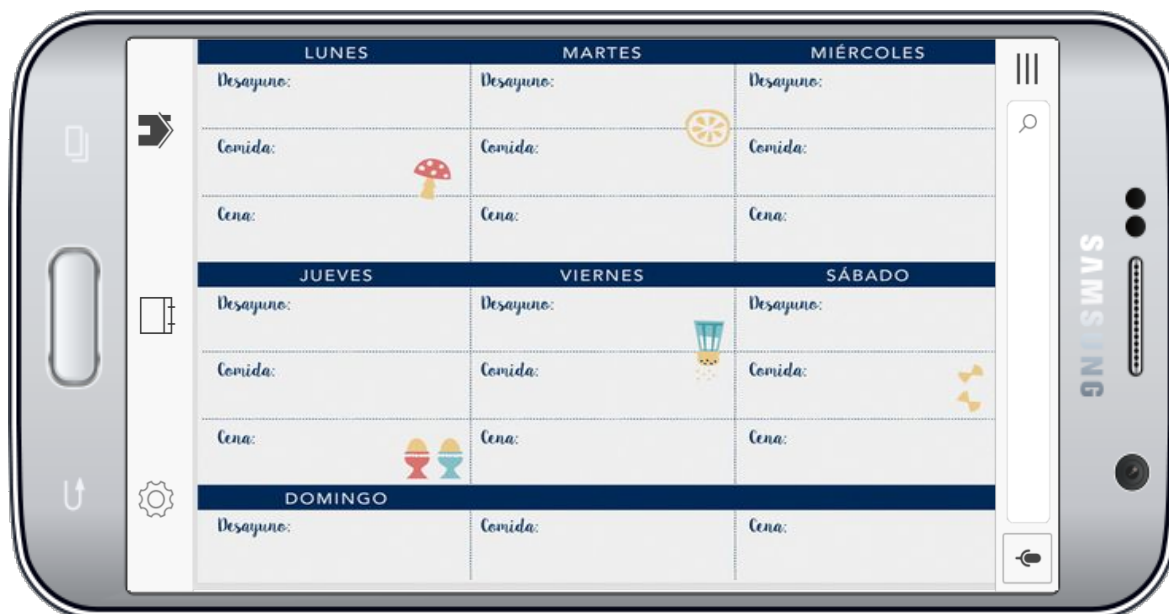 LUNES MARTES MIÉRCOLES
Desayuno: Desayuno: Desayuno:
Comida: Comida: Comida:
Cena: Cena: Cena:
JUEVES VIERNES SÁBADO
Desayuno: Desayuno: Desayuno:
Comida: Comida: Comida:
Cena: Cena: Cena:
DOMINGO
Desayuno: Comida: Cena:
SAMSUNG